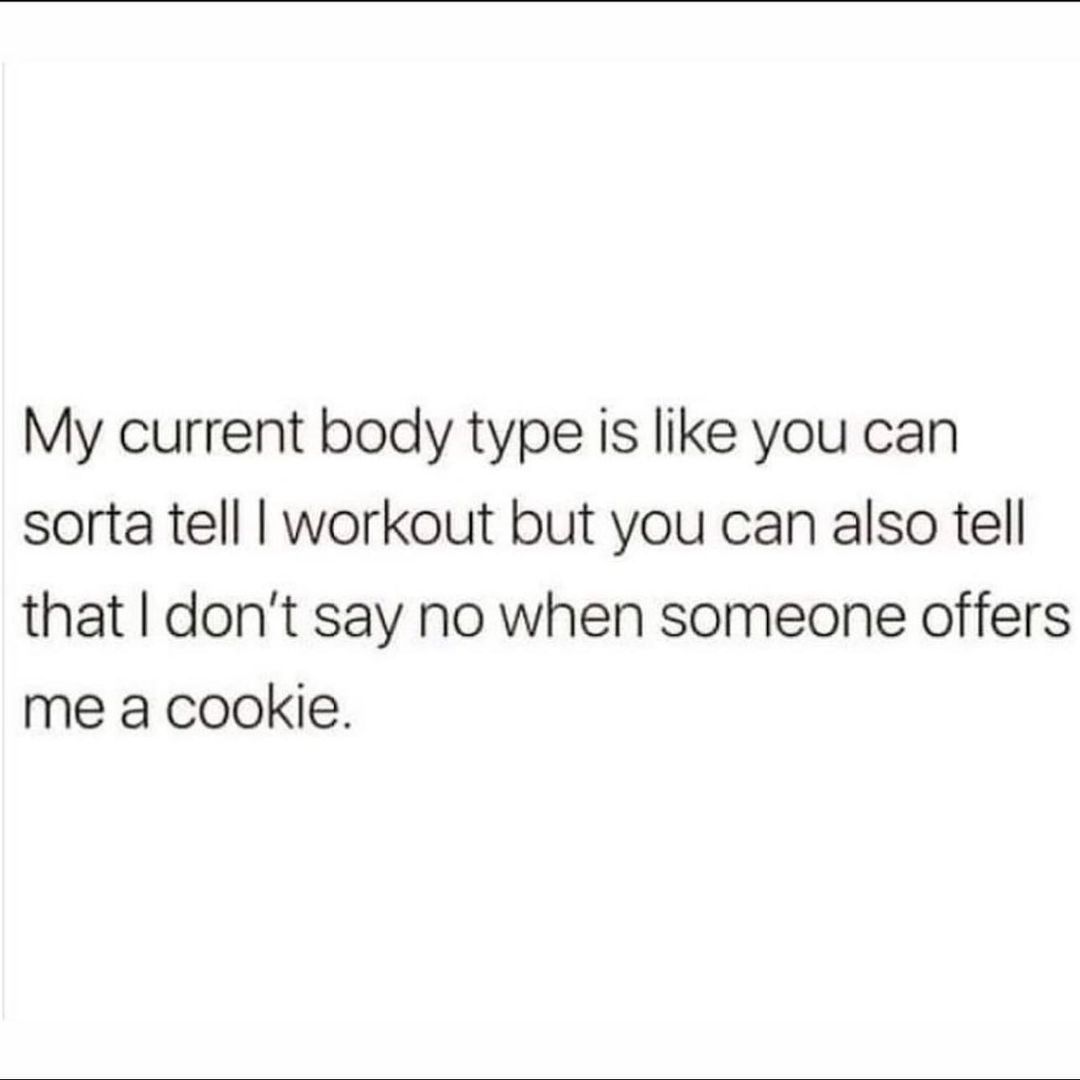 My current body type is like you can
sorta tell I workout but you can also tell
that I don't say no when someone offers
me a cookie.